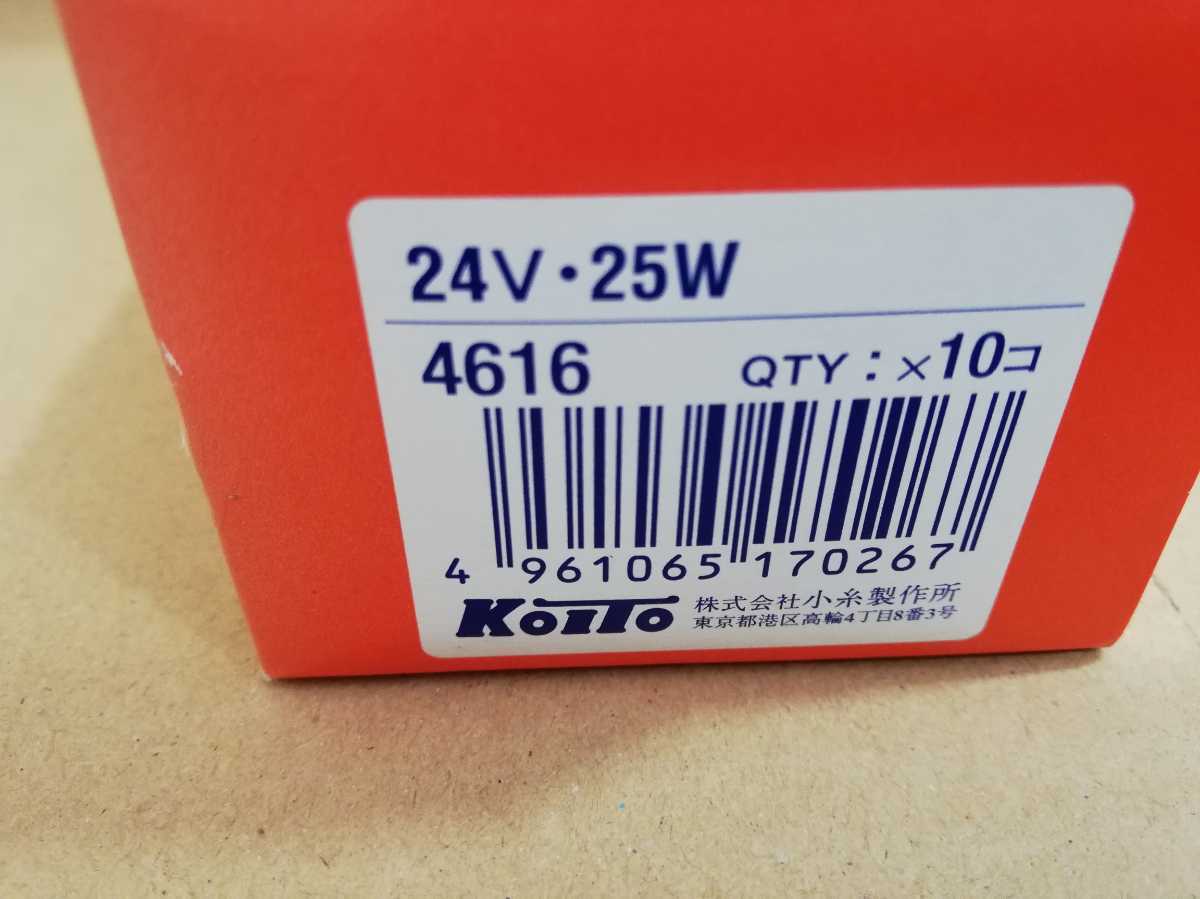 24V・25W
4616 QTY：×10コ
4 961065 170267
KOITO 株式会社小糸製作所
東京都港区高輪4丁目8番3号